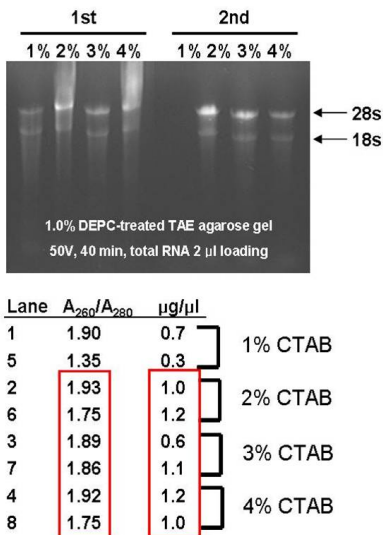 1st 2nd
1% 2% 3% 4% 1% 2% 3% 4%
28s
18s
1.0% DEPC-treated TAE agarose gel
50V, 40 min, total RNA 2 µl loading
Lane A260/A280 µg/µl
1 1.90 0.7
1% CTAB
5 1.35 0.3
2 1.93 1.0
2% CTAB
6 1.75 1.2
3 1.89 0.6
3% CTAB
7 1.86 1.1
4 1.92 1.2
4% CTAB
8 1.75 1.0